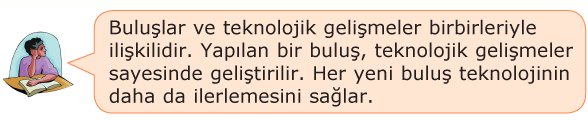 Buluşlar ve teknolojik gelişmeler birbirleriyle
ilişkilidir. Yapılan bir buluş, teknolojik gelişmeler
sayesinde geliştirilir. Her yeni buluş teknolojinin
daha da ilerlemesini sağlar.